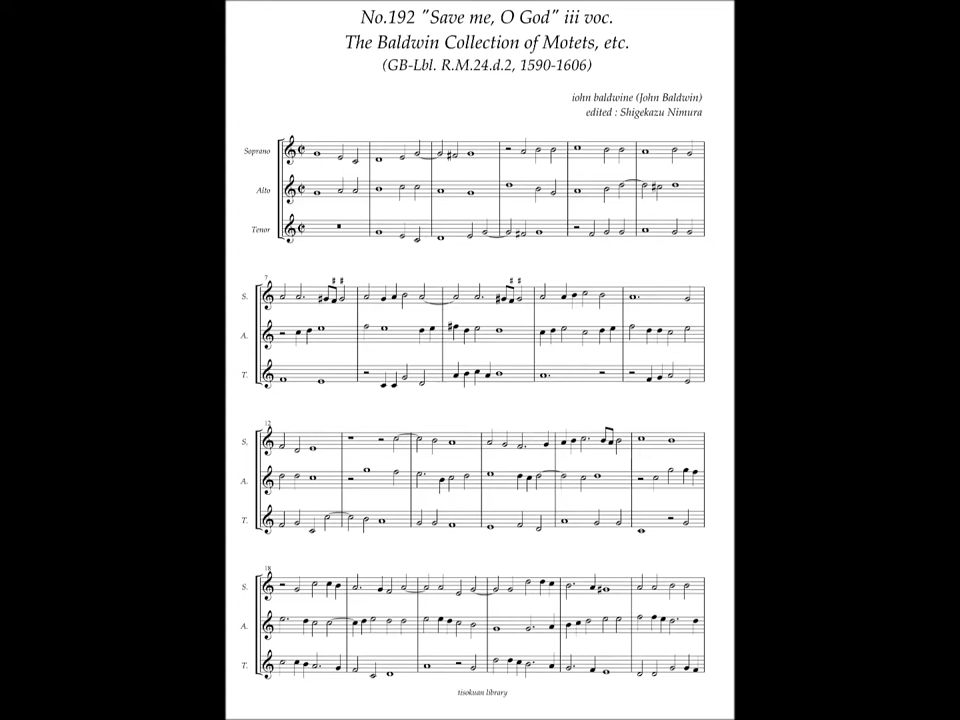 No.192 "Save me, O God" iii voc.
The Baldwin Collection of Motets, etc.
(GB-Lbl. R.M.24.d.2, 1590-1606)
iohn baldwine (John Baldwin)
edited : Shigekazu Nimura
Soprano
Alto
Tenor
7
S.
A.
T.
12
S.
A.
T.
18
S.
A.
T.
tisokuan library